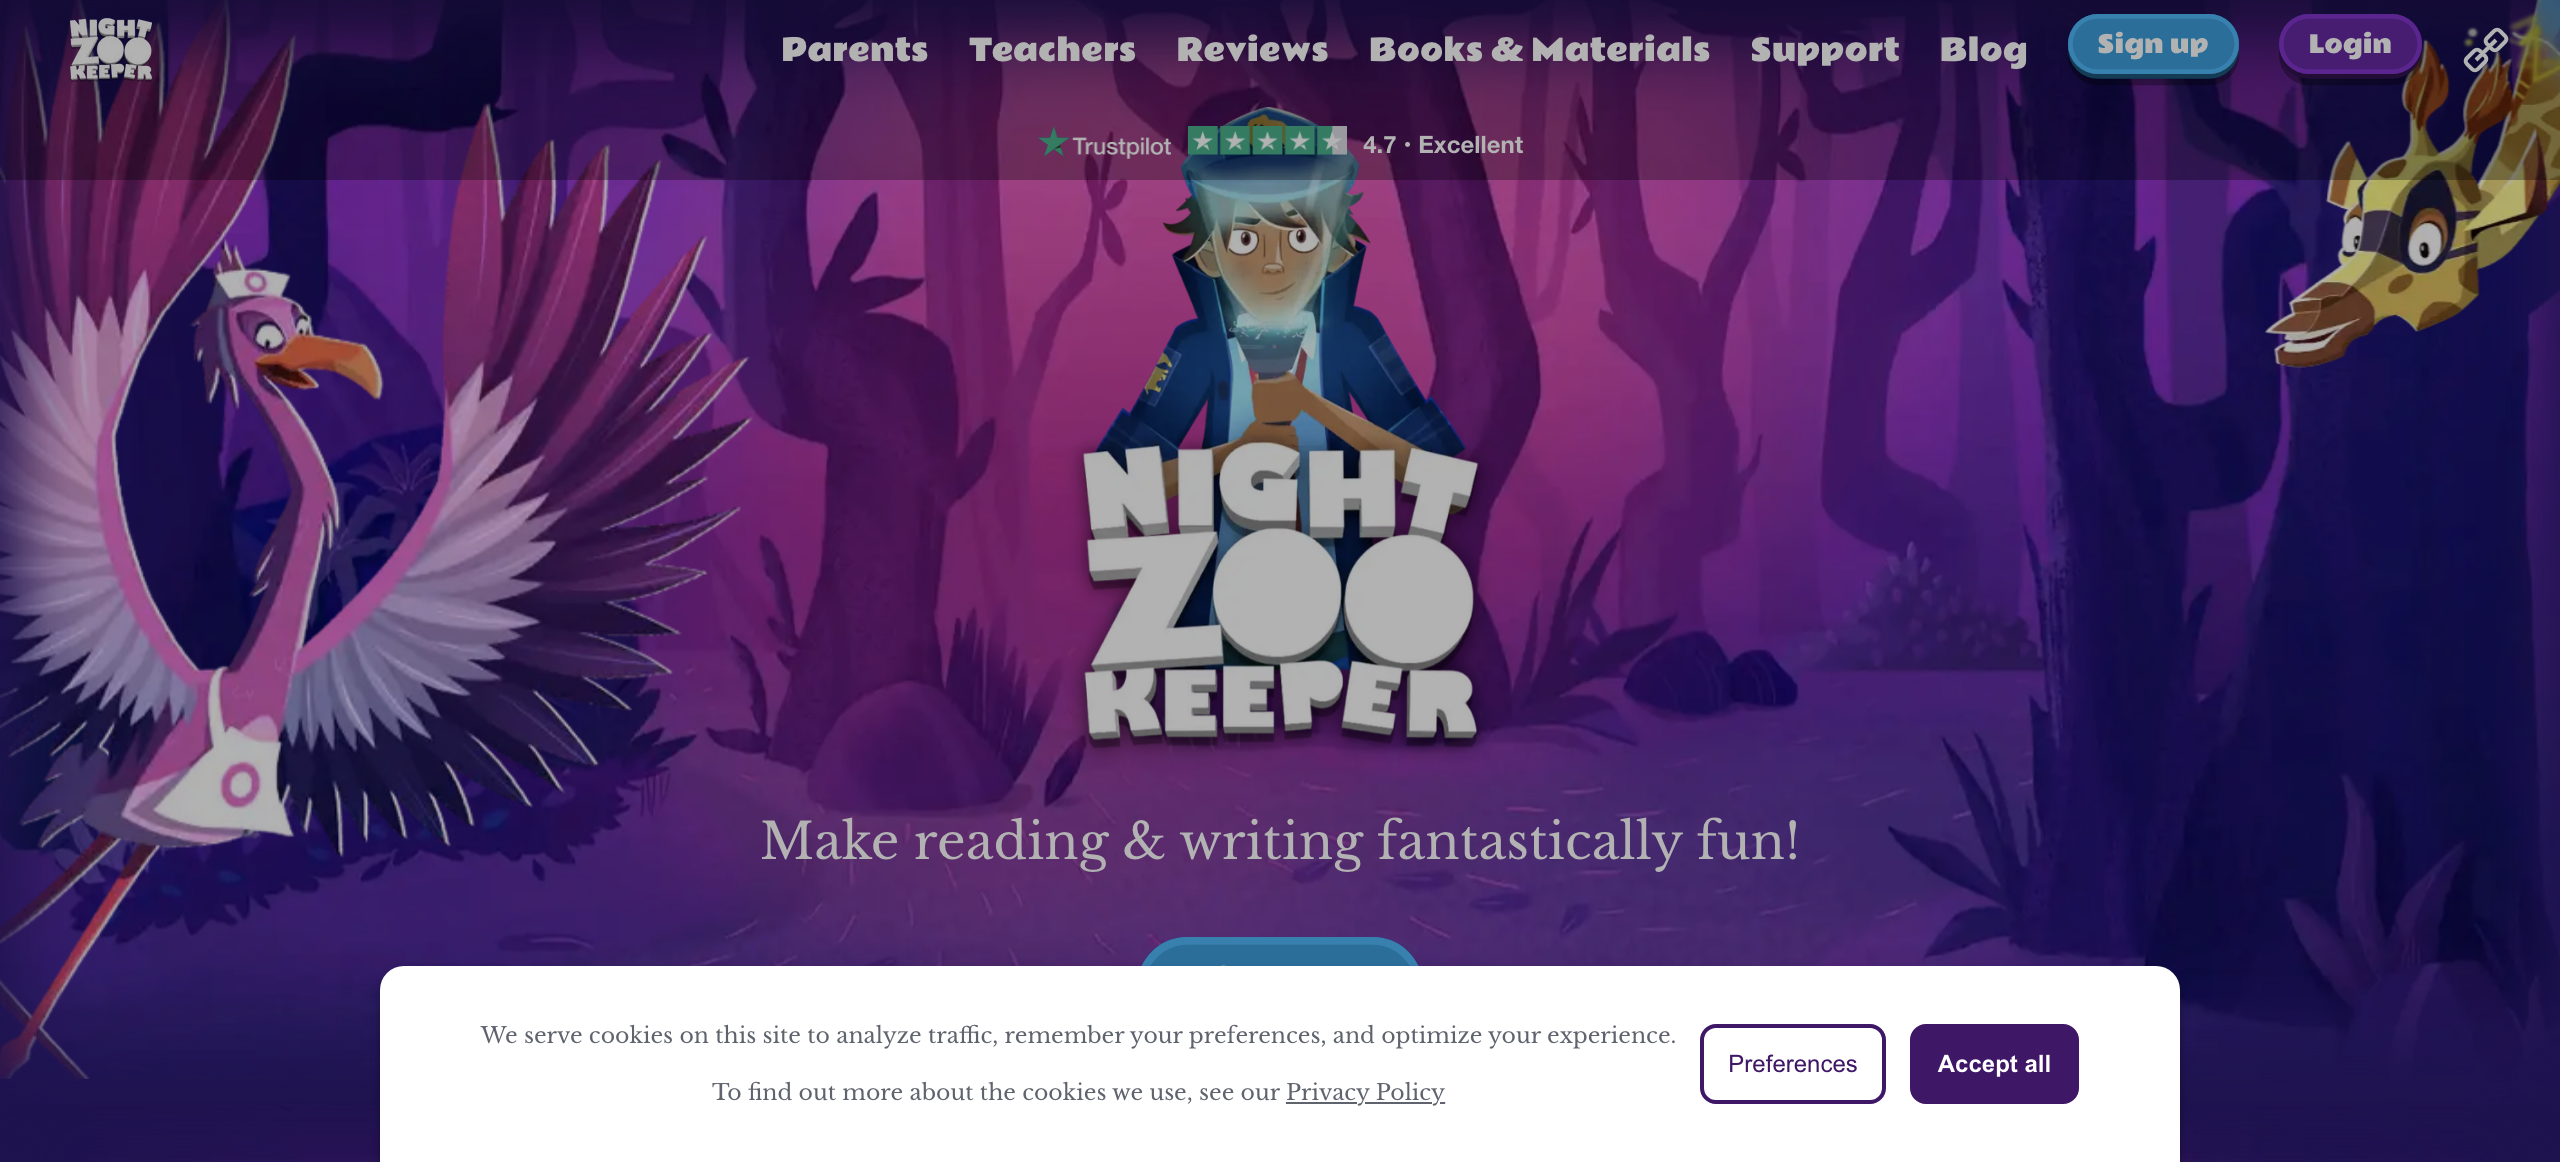 NIGHT
ZOO
KEEPER
Parents Teachers Reviews Books & Materials Support Blog Sign up Login
Trustpilot 4.7 • Excellent
NIGHT
ZOO
KEEPER
Make reading & writing fantastically fun!
We serve cookies on this site to analyze traffic, remember your preferences, and optimize your experience.
To find out more about the cookies we use, see our Privacy Policy
Preferences Accept all